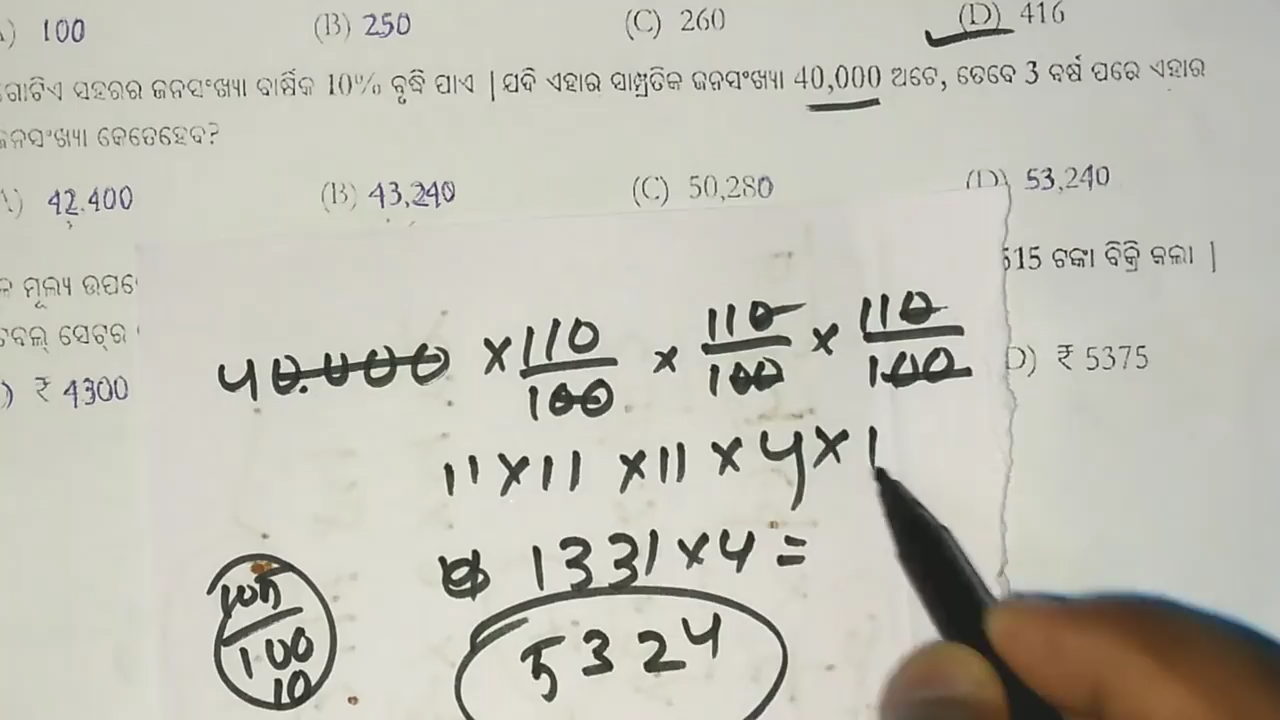 ) 100 (B) 250 (C) 260 (D) 416
ଗୋଟିଏ ସହରର ଜନସଂଖ୍ୟା ବାର୍ଷିକ 10% ବୃଦ୍ଧି ପାଏ | ଯଦି ଏହାର ସାମ୍ପ୍ରତିକ ଜନସଂଖ୍ୟା 40,000 ଅଟେ, ତେବେ 3 ବର୍ଷ ପରେ ଏହାର
ଜନସଂଖ୍ୟା କେତେହେବ?
) 42,400 (B) 43,240 (C) 50,280 (D) 53,240
ମୂଲ୍ୟ ଉପ 515 ଟଙ୍କା ବିକ୍ରି କଲା |
ଟବଲ୍ ସେଟ୍‌ର
) ₹ 4300 D) ₹ 5375
40.000 × 110/100 × 110/100 × 110/100
11 × 11 × 11 × 4 × 1
1331 × 4 =
5324
100
10